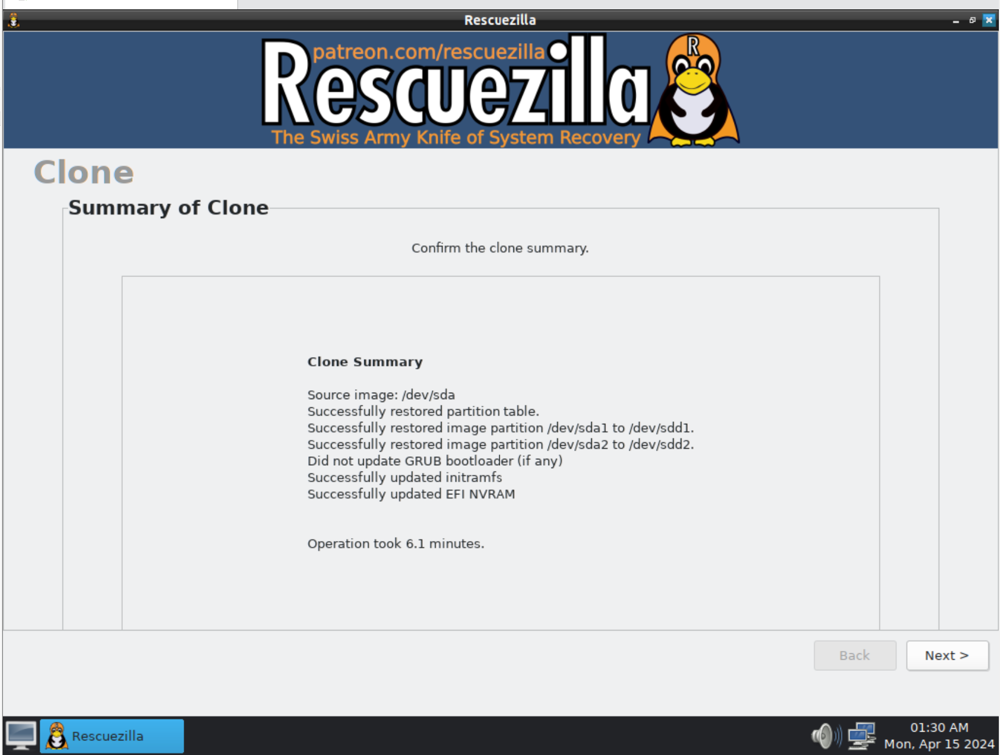 Rescuezilla
patreon.com/rescuezilla
Rescuezilla
R
The Swiss Army Knife of System Recovery
Clone
Summary of Clone
Confirm the clone summary.
Clone Summary
Source image: /dev/sda
Successfully restored partition table.
Successfully restored image partition /dev/sda1 to /dev/sdd1.
Successfully restored image partition /dev/sda2 to /dev/sdd2.
Did not update GRUB bootloader (if any)
Successfully updated initramfs
Successfully updated EFI NVRAM
Operation took 6.1 minutes.
Back
Next >
Rescuezilla
01:30 AM
Mon, Apr 15 2024